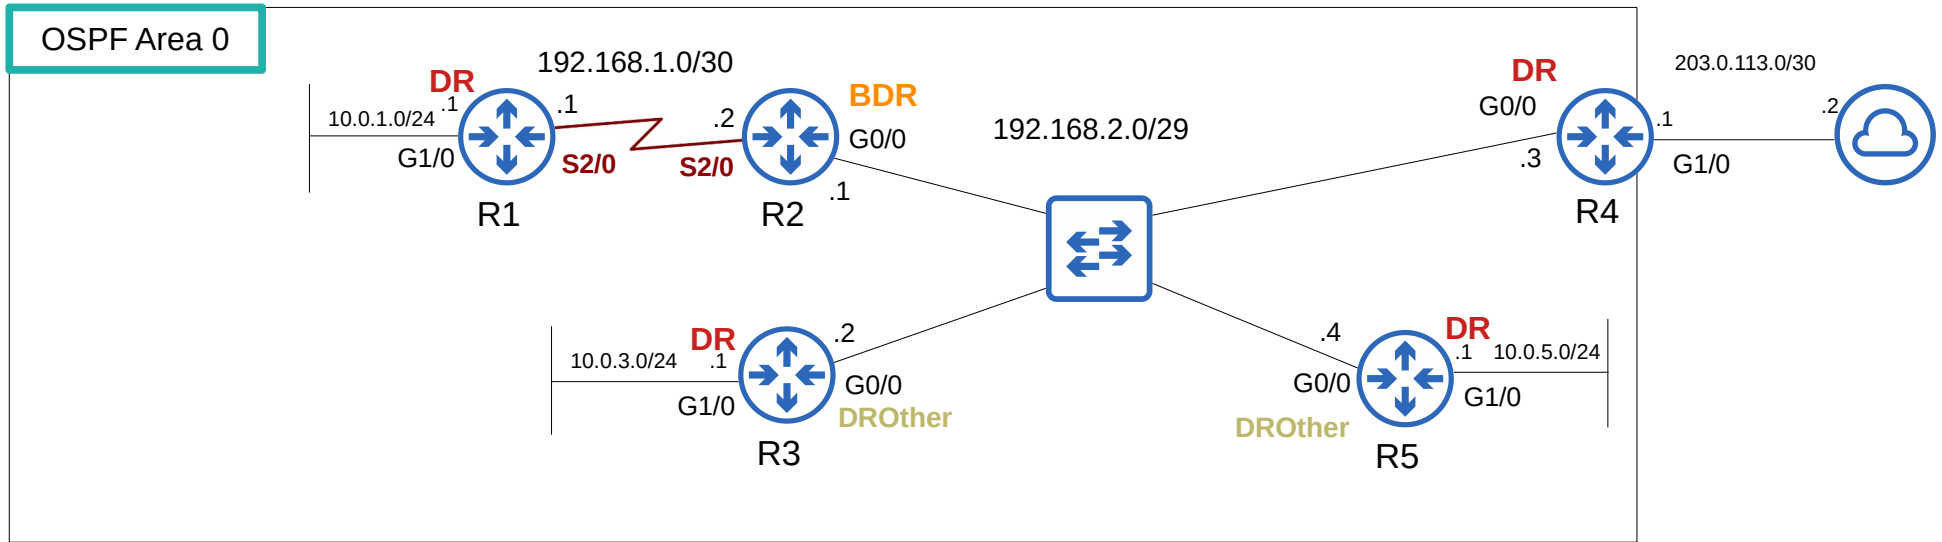 OSPF Area 0
192.168.1.0/30
DR
10.0.1.0/24
.1
G1/0
.1
S2/0
R1
.2
S2/0
BDR
G0/0
.1
R2
192.168.2.0/29
DR
G0/0
.3
R4
.1
G1/0
203.0.113.0/30
.2
DR
10.0.3.0/24
.1
G1/0
.2
G0/0
DROther
R3
.4
G0/0
DROther
R5
DR
.1
10.0.5.0/24
G1/0